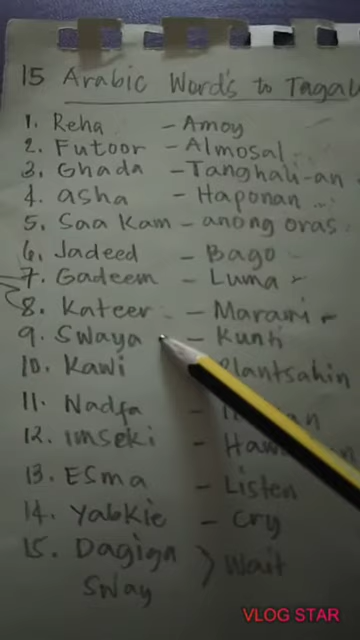 15 Arabic Word's to Tagal
1. Reha - Amoy
2. Futoor - Almosal
3. Ghada - Tanghali-an
4. asha - Haponan
5. Saa Kam - anong oras
6. Jadeed - Bago
7. Gadeem - Luma
8. Kateer - Marami
9. Swaya - Kunti
10. Kawi Plantsahin
11. Nadfa -
12. imseki -
13. ESma - Listen
14. Yabkie - Cry
15. Dagiga > Wait
Sway
VLOG STAR